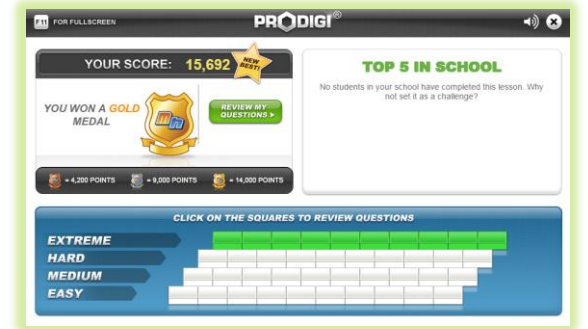 F11 FOR FULLSCREEN
PRODIGI®
YOUR SCORE: 15,692
NEW BEST!
YOU WON A GOLD
MEDAL
REVIEW MY
QUESTIONS
= 4,200 POINTS = 9,000 POINTS = 14,000 POINTS
TOP 5 IN SCHOOL
No students in your school have completed this lesson. Why
not set it as a challenge?
CLICK ON THE SQUARES TO REVIEW QUESTIONS
EXTREME
HARD
MEDIUM
EASY